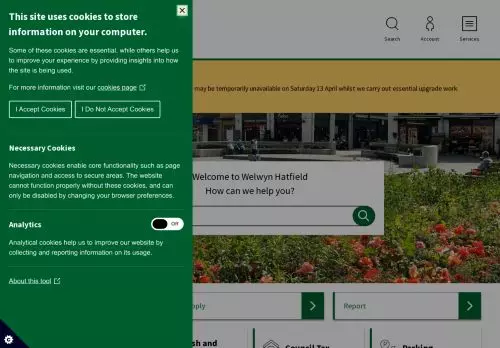 This site uses cookies to store
information on your computer.
Some of these cookies are essential, while others help us
to improve your experience by providing insights into how
the site is being used.
For more information visit our cookies page
I Accept Cookies
I Do Not Accept Cookies
Necessary Cookies
Necessary cookies enable core functionality such as page
navigation and access to secure areas. The website
cannot function properly without these cookies, and can
only be disabled by changing your browser preferences.
Analytics
Off
Analytical cookies help us to improve our website by
collecting and reporting information on its usage.
About this tool
Search
Account
Services
may be temporarily unavailable on Saturday 13 April whilst we carry out essential upgrade work.
Welcome to Welwyn Hatfield
How can we help you?
Report
and
Council Tax
Parking